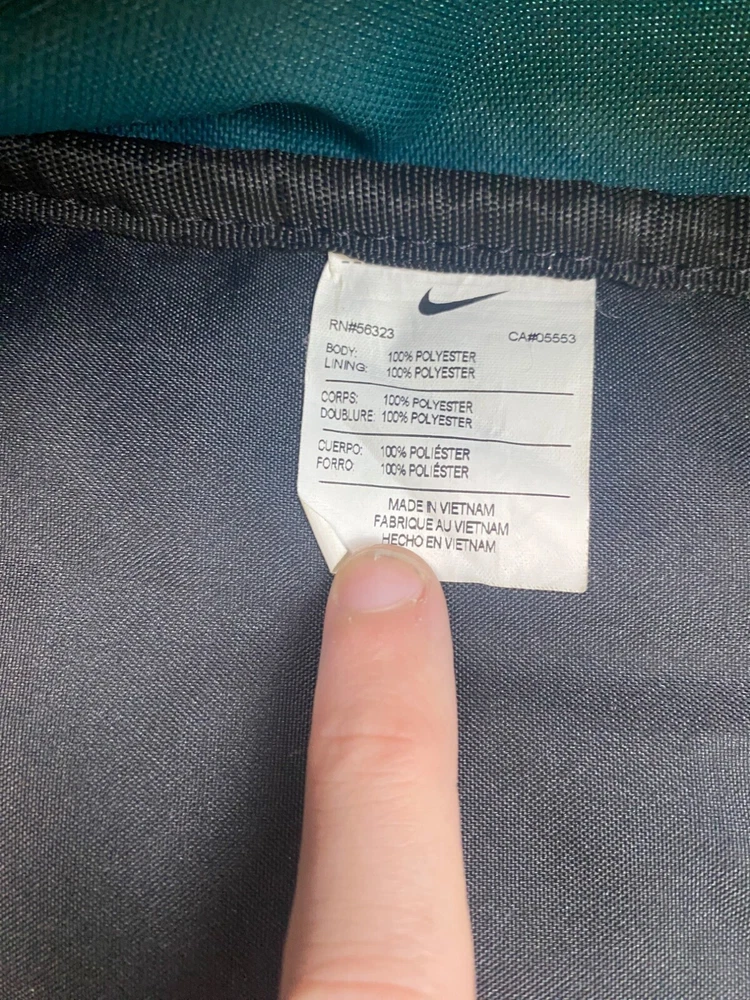 RN#56323 CA#05553
BODY: 100% POLYESTER
LINING: 100% POLYESTER
CORPS: 100% POLYESTER
DOUBLURE: 100% POLYESTER
CUERPO: 100% POLIÉSTER
FORRO: 100% POLIÉSTER
MADE IN VIETNAM
FABRIQUE AU VIETNAM
HECHO EN VIETNAM